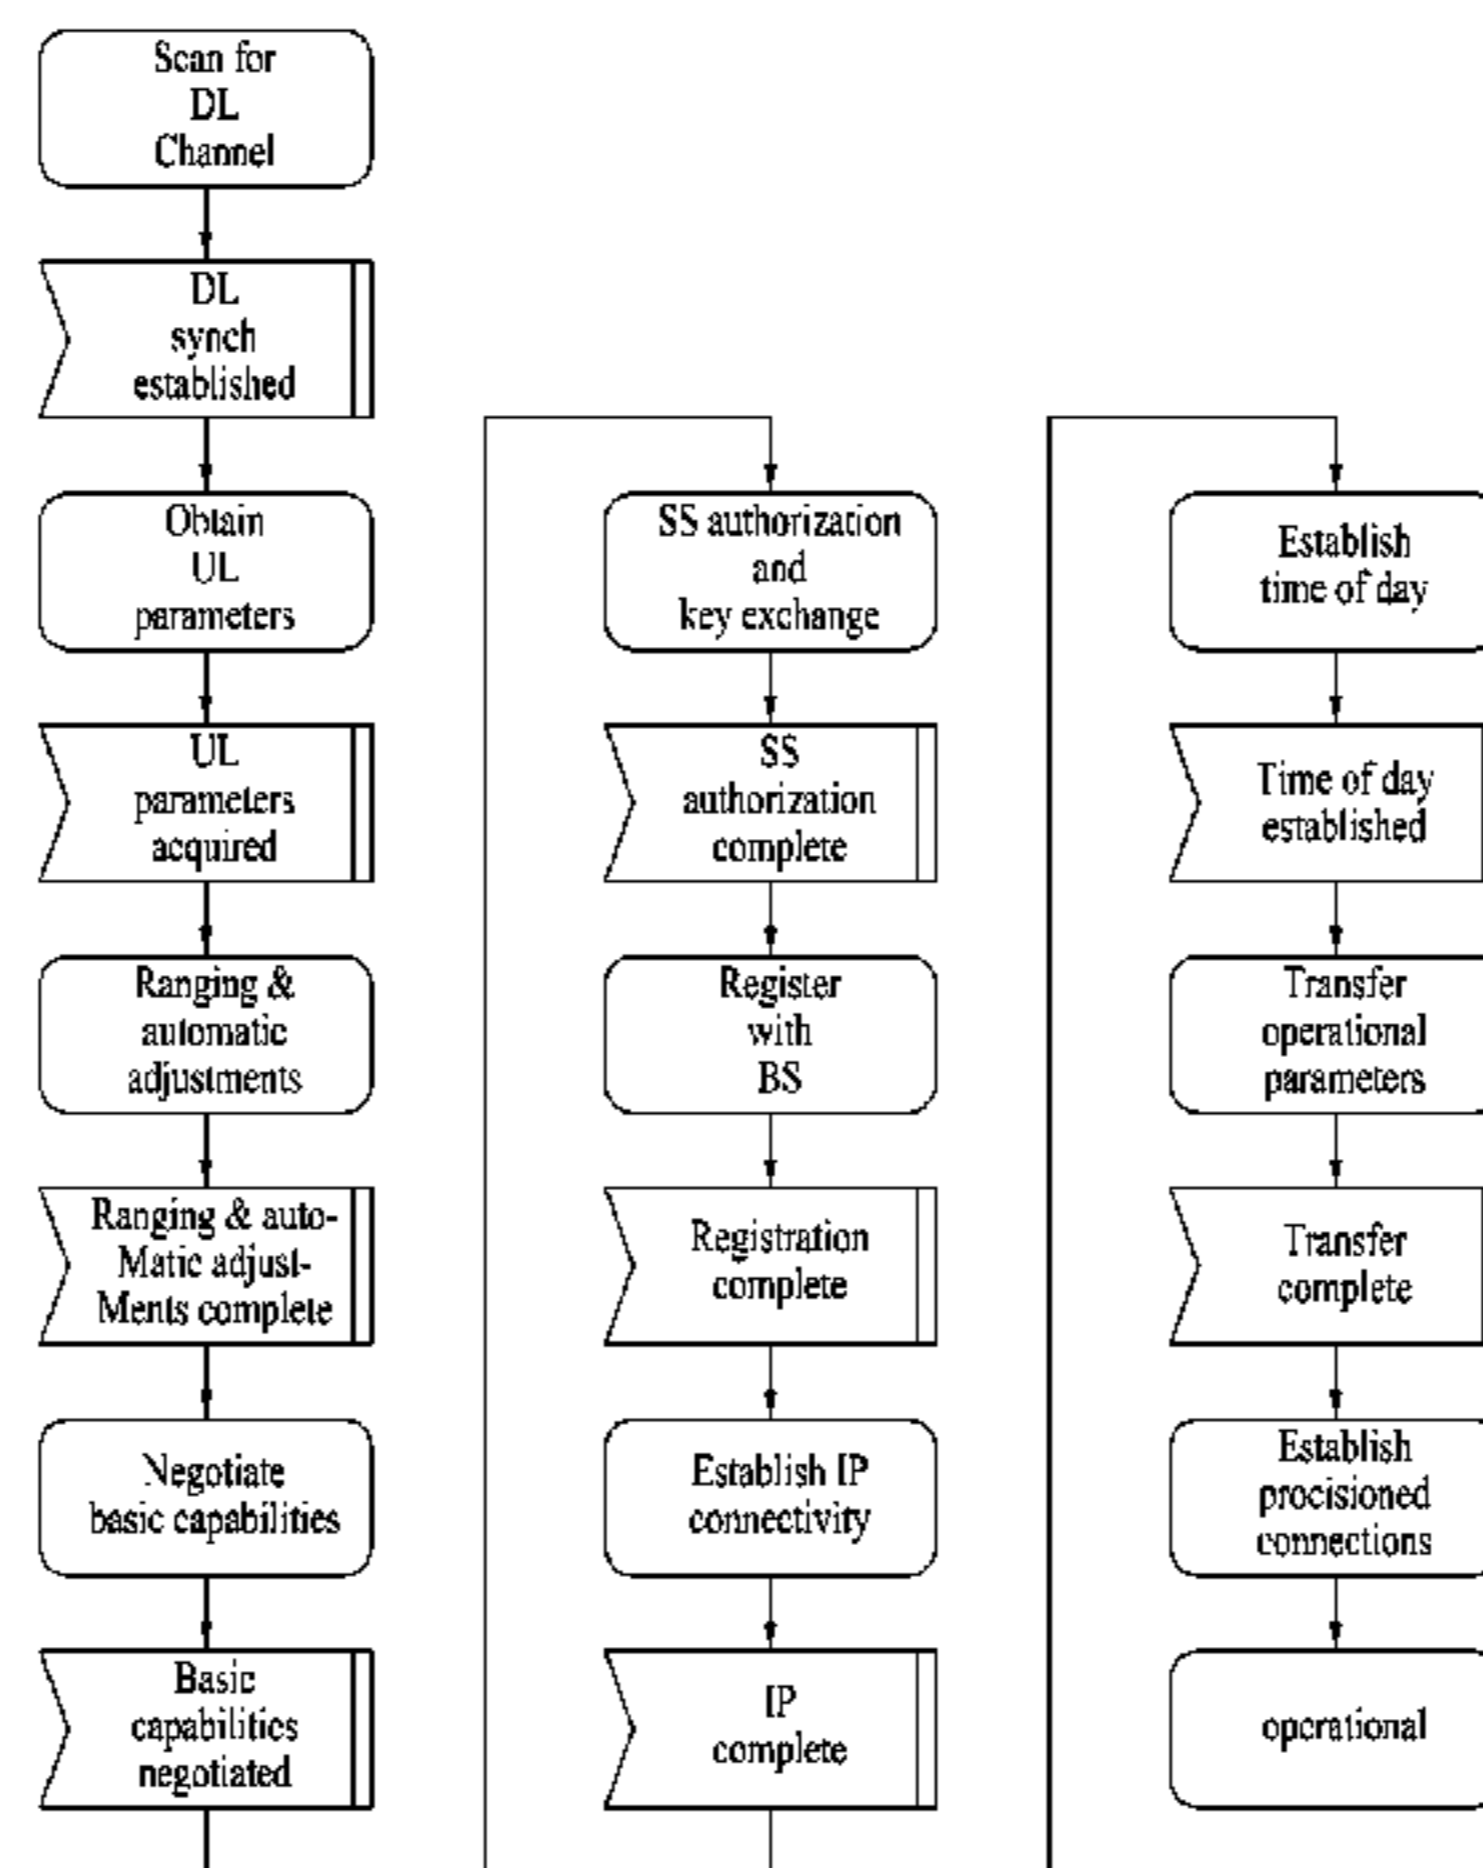 Scan for
DL
Channel
DL
synch
established
Obtain
UL
parameters
UL
parameters
acquired
Ranging &
automatic
adjustments
Ranging & auto-
Matic adjust-
Ments complete
Negotiate
basic capabilities
Basic
capabilities
negotiated
SS authorization
and
key exchange
SS
authorization
complete
Register
with
BS
Registration
complete
Establish IP
connectivity
IP
complete
Establish
time of day
Time of day
established
Transfer
operational
parameters
Transfer
complete
Establish
procisioned
connections
operational